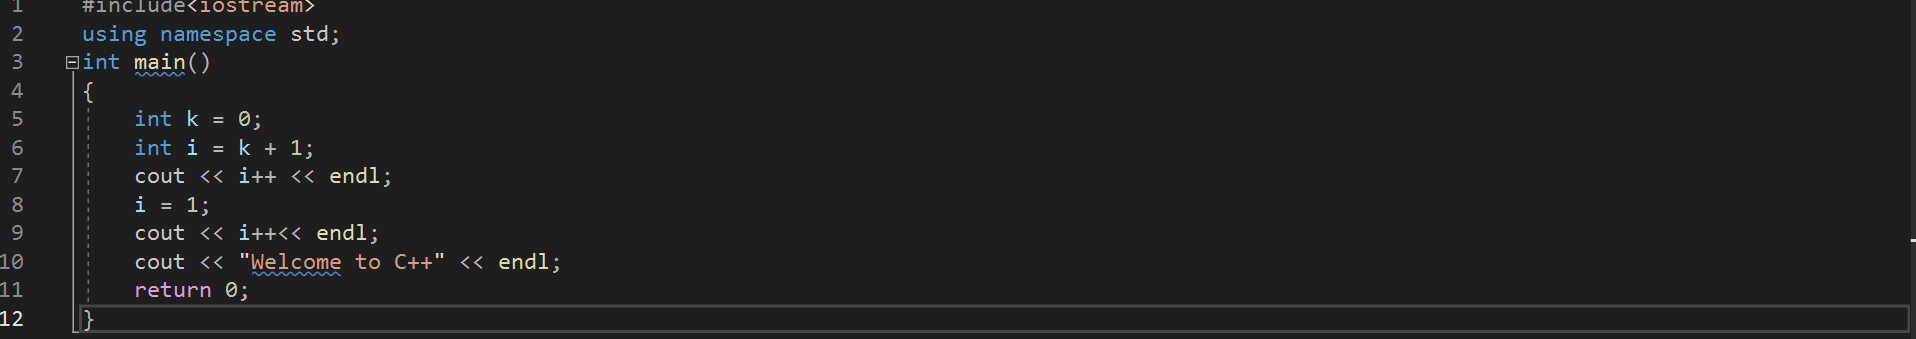 1 #include<iostream>
2 using namespace std;
3 int main()
4 {
5 int k = 0;
6 int i = k + 1;
7 cout << i++ << endl;
8 i = 1;
9 cout << i++<< endl;
10 cout << "Welcome to C++" << endl;
11 return 0;
12 }